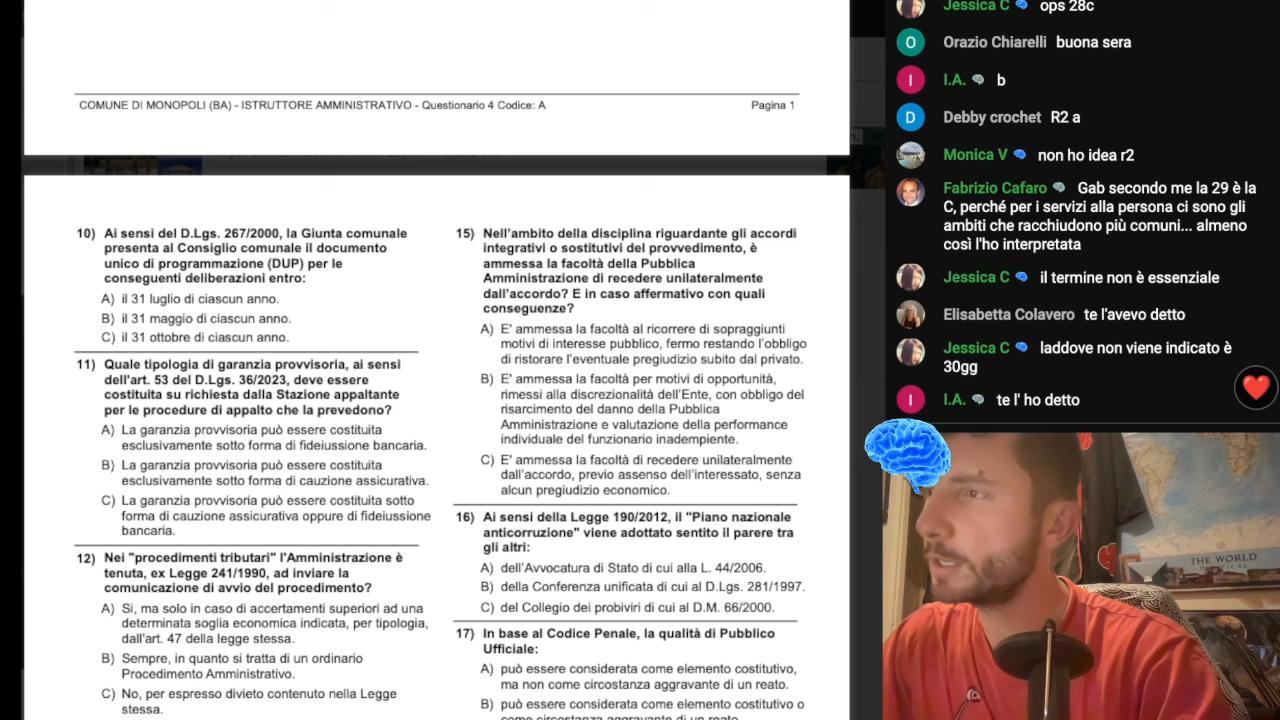 COMUNE DI MONOPOLI (BA) - ISTRUTTORE AMMINISTRATIVO - Questionario 4 Codice: A
Pagina 1
10) Ai sensi del D.Lgs. 267/2000, la Giunta comunale
presenta al Consiglio comunale il documento
unico di programmazione (DUP) per le
conseguenti deliberazioni entro:
A) il 31 luglio di ciascun anno.
B) il 31 maggio di ciascun anno.
C) il 31 ottobre di ciascun anno.
11) Quale tipologia di garanzia provvisoria, ai sensi
dell'art. 53 del D.Lgs. 36/2023, deve essere
costituita su richiesta dalla Stazione appaltante
per le procedure di appalto che la prevedono?
A) La garanzia provvisoria può essere costituita
esclusivamente sotto forma di fideiussione bancaria.
B) La garanzia provvisoria può essere costituita
esclusivamente sotto forma di cauzione assicurativa.
C) La garanzia provvisoria può essere costituita sotto
forma di cauzione assicurativa oppure di fideiussione
bancaria.
12) Nei "procedimenti tributari" l'Amministrazione è
tenuta, ex Legge 241/1990, ad inviare la
comunicazione di avvio del procedimento?
A) Si, ma solo in caso di accertamenti superiori ad una
determinata soglia economica indicata, per tipologia,
dall'art. 47 della legge stessa.
B) Sempre, in quanto si tratta di un ordinario
Procedimento Amministrativo.
C) No, per espresso divieto contenuto nella Legge
stessa.
15) Nell'ambito della disciplina riguardante gli accordi
integrativi o sostitutivi del provvedimento, è
ammessa la facoltà della Pubblica
Amministrazione di recedere unilateralmente
dall'accordo? E in caso affermativo con quali
conseguenze?
A) E' ammessa la facoltà al ricorrere di sopraggiunti
motivi di interesse pubblico, fermo restando l'obbligo
di ristorare l'eventuale pregiudizio subito dal privato.
B) E' ammessa la facoltà per motivi di opportunità,
rimessi alla discrezionalità dell'Ente, con obbligo del
risarcimento del danno della Pubblica
Amministrazione e valutazione della performance
individuale del funzionario inadempiente.
C) E' ammessa la facoltà di recedere unilateralmente
dall'accordo, previo assenso dell'interessato, senza
alcun pregiudizio economico.
16) Ai sensi della Legge 190/2012, il "Piano nazionale
anticorruzione" viene adottato sentito il parere tra
gli altri:
A) dell'Avvocatura di Stato di cui alla L. 44/2006.
B) della Conferenza unificata di cui al D.Lgs. 281/1997.
C) del Collegio dei probiviri di cui al D.M. 66/2000.
17) In base al Codice Penale, la qualità di Pubblico
Ufficiale:
A) può essere considerata come elemento costitutivo,
ma non come circostanza aggravante di un reato.
B) può essere considerata come elemento costitutivo o
come circostanza aggravante di un reato
Jessica C ops 28c
O Orazio Chiarelli buona sera
I I.A. b
D Debby crochet R2 a
Monica V non ho idea r2
Fabrizio Cafaro Gab secondo me la 29 è la
C, perché per i servizi alla persona ci sono gli
ambiti che racchiudono più comuni... almeno
così l'ho interpretata
Jessica C il termine non è essenziale
Elisabetta Colavero te l'avevo detto
Jessica C laddove non viene indicato è
30gg
I I.A. te l' ho detto
THE WORLD